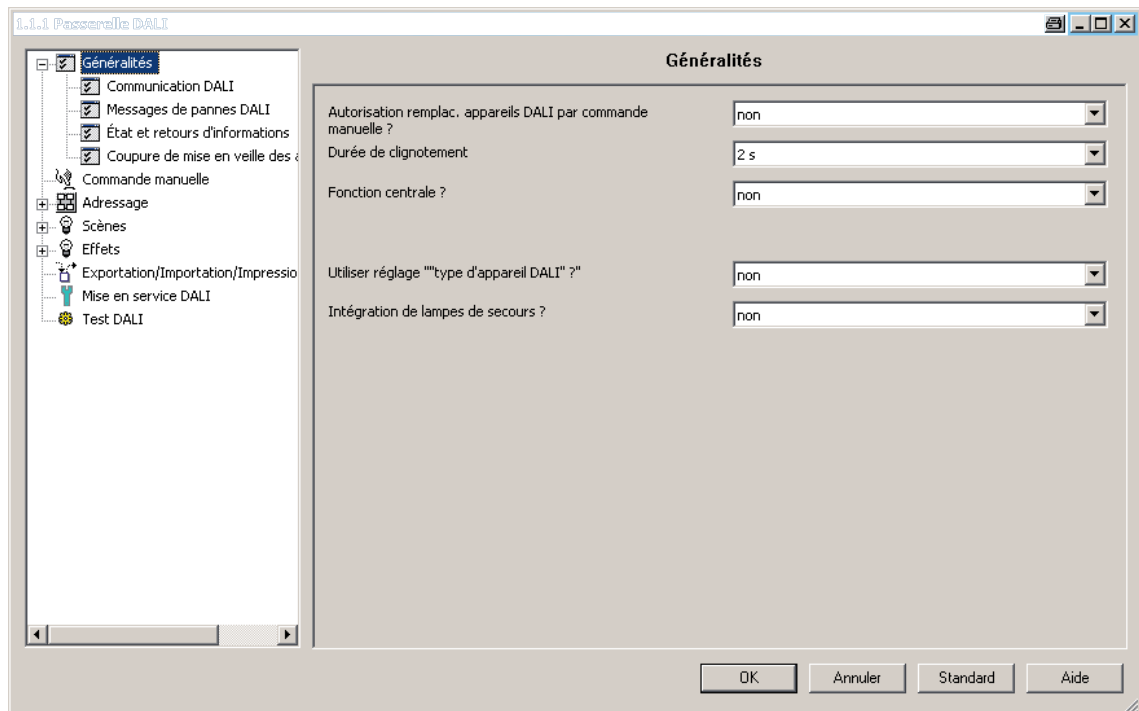 1.1.1 Passerelle DALI
Généralités
Communication DALI
Messages de pannes DALI
État et retours d'informations
Coupure de mise en veille des a
Commande manuelle
Adressage
Scènes
Effets
Exportation/Importation/Impressio
Mise en service DALI
Test DALI
Généralités
Autorisation remplac. appareils DALI par commande
manuelle ?
non
Durée de clignotement
2 s
Fonction centrale ?
non
Utiliser réglage ""type d'appareil DALI" ?"
non
Intégration de lampes de secours ?
non
OK
Annuler
Standard
Aide